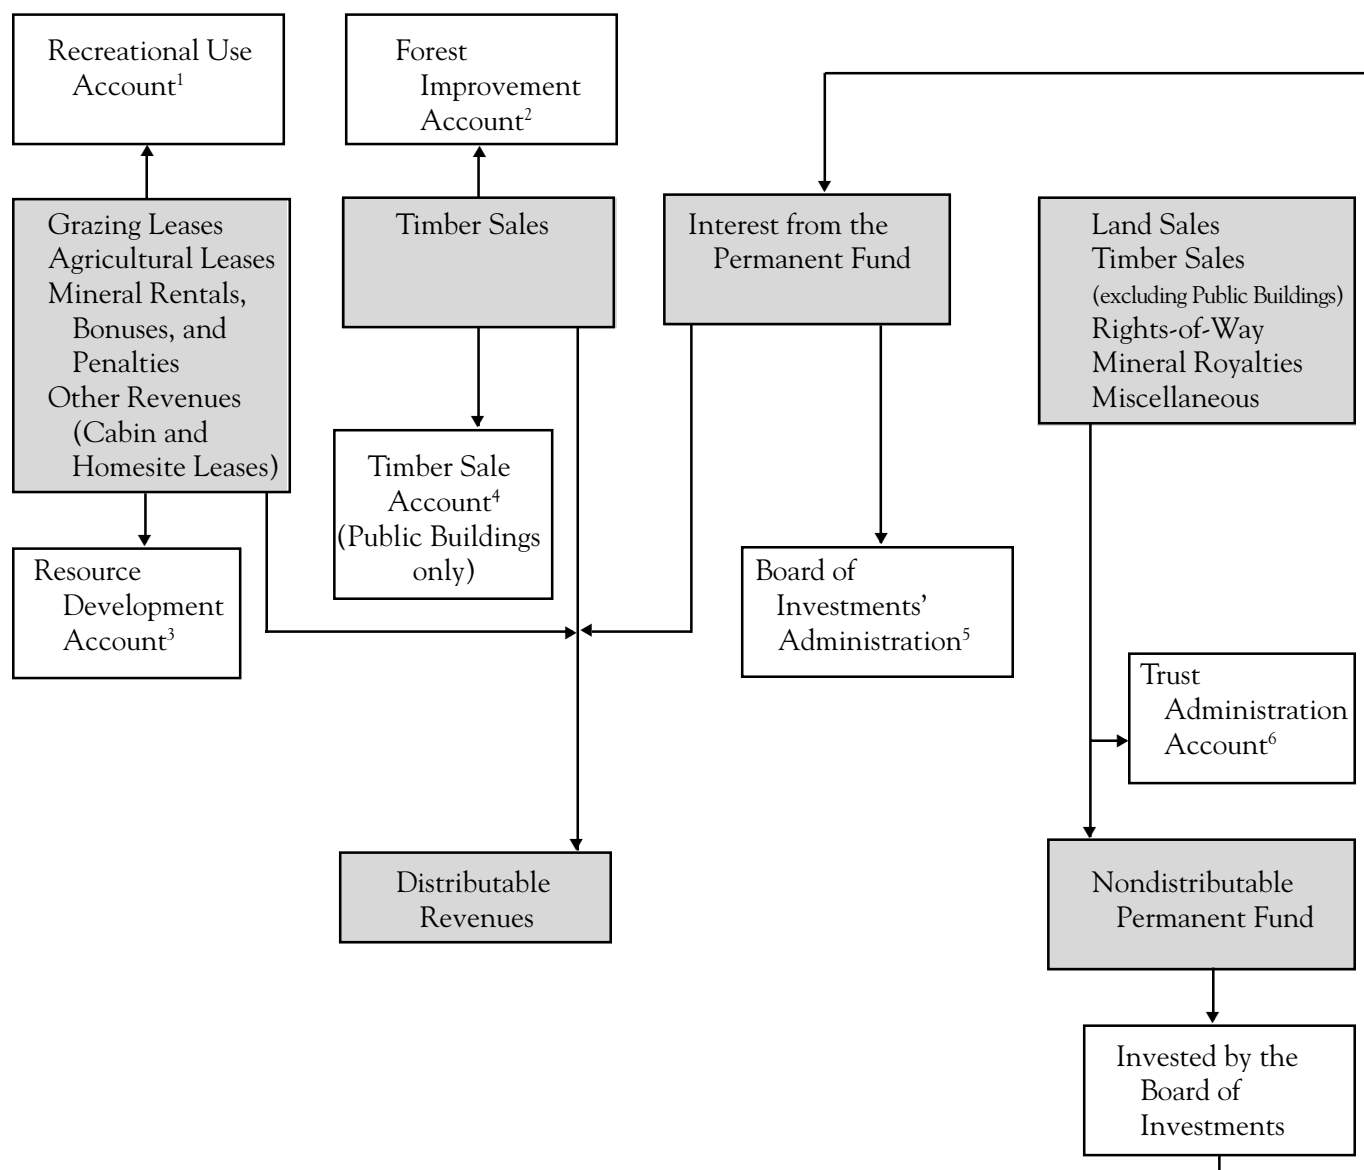 Recreational Use
Account1
Forest
Improvement
Account2
Grazing Leases
Agricultural Leases
Mineral Rentals,
Bonuses, and
Penalties
Other Revenues
(Cabin and
Homesite Leases)
Timber Sales
Interest from the
Permanent Fund
Land Sales
Timber Sales
(excluding Public Buildings)
Rights-of-Way
Mineral Royalties
Miscellaneous
Timber Sale
Account4
(Public Buildings
only)
Resource
Development
Account3
Board of
Investments’
Administration5
Trust
Administration
Account6
Distributable
Revenues
Nondistributable
Permanent Fund
Invested by the
Board of
Investments